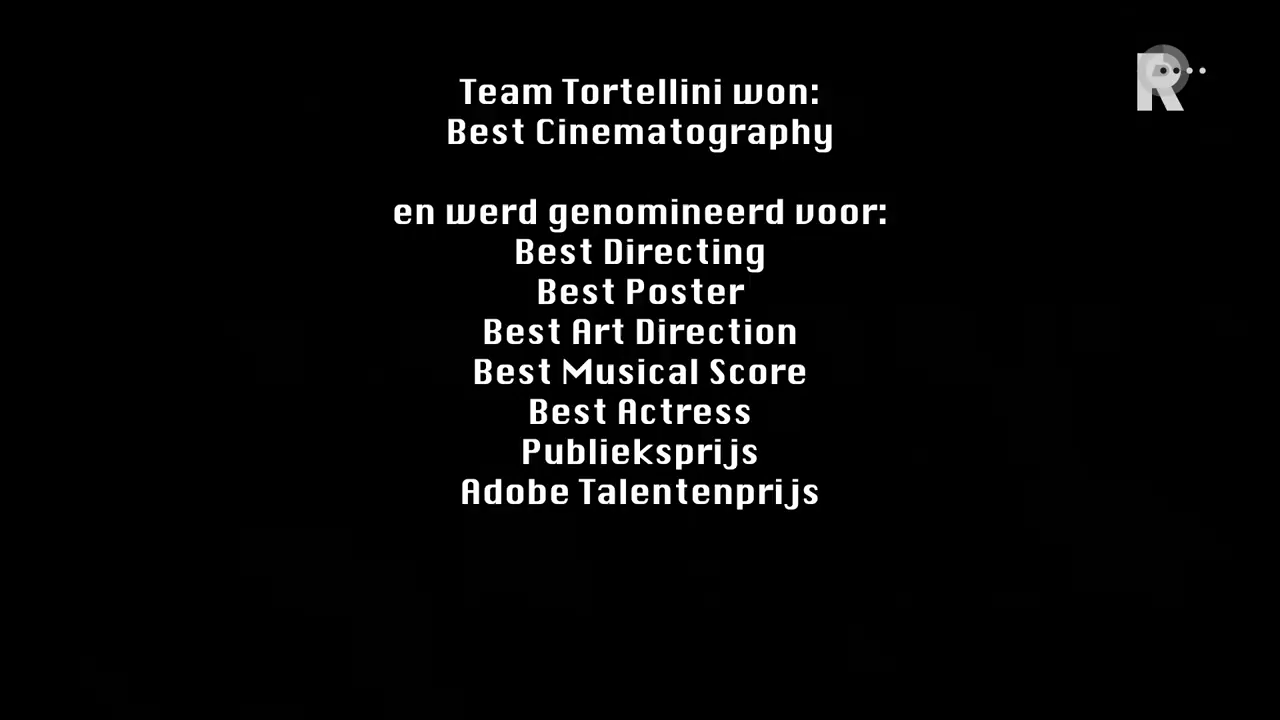 Team Tortellini won:
Best Cinematography
en werd genomineerd voor:
Best Directing
Best Poster
Best Art Direction
Best Musical Score
Best Actress
Publieksprijs
Adobe Talentenprijs
R